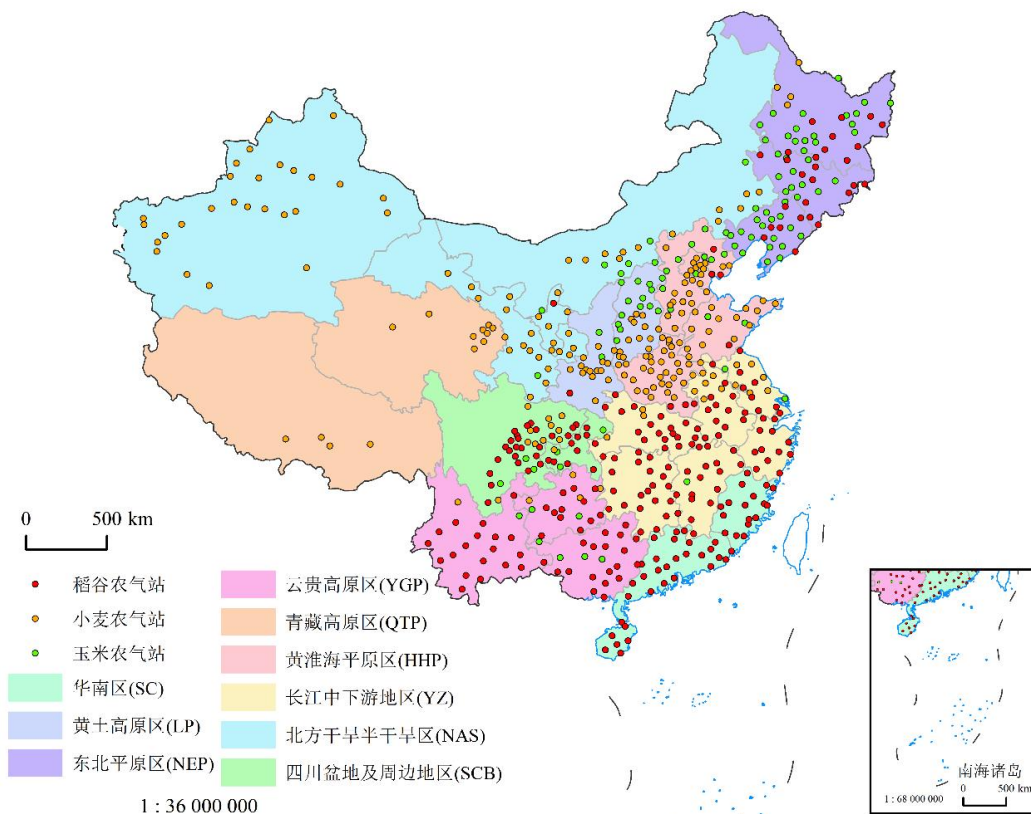 0
500 km
稻谷农气站
小麦农气站
玉米农气站
华南区(SC)
黄土高原区(LP)
东北平原区(NEP)
云贵高原区(YGP)
青藏高原区(QTP)
黄淮海平原区(HHP)
长江中下游地区(YZ)
北方干旱半干旱区(NAS)
四川盆地及周边地区(SCB)
1 : 36 000 000
南海诸岛
1 : 68 000 000
0
500 km